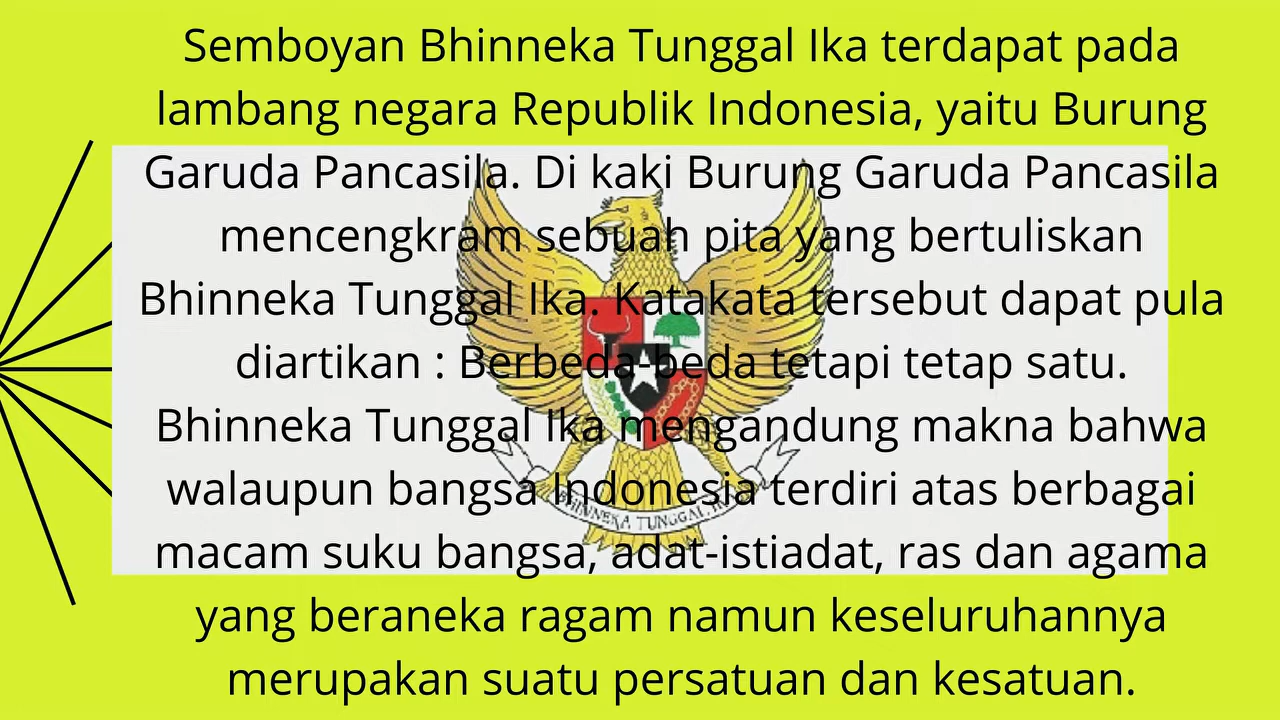 Semboyan Bhinneka Tunggal Ika terdapat pada
lambang negara Republik Indonesia, yaitu Burung
Garuda Pancasila. Di kaki Burung Garuda Pancasila
mencengkram sebuah pita yang bertuliskan
Bhinneka Tunggal Ika. Katakata tersebut dapat pula
diartikan : Berbeda-beda tetapi tetap satu.
Bhinneka Tunggal Ika mengandung makna bahwa
walaupun bangsa Indonesia terdiri atas berbagai
BHINNEKA TUNGGAL
macam suku bangsa, adat-istiadat, ras dan agama
yang beraneka ragam namun keseluruhannya
merupakan suatu persatuan dan kesatuan.